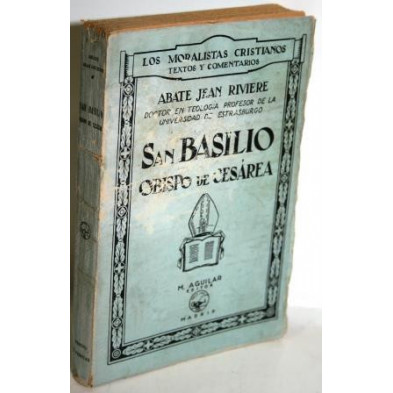 LOS MORALISTAS CRISTIANOS
TEXTOS Y COMENTARIOS
ABATE JEAN RIVIERE
DOCTOR EN TEOLOGIA PROFESOR DE LA
UNIVERSIDAD DE ESTRASBURGO
SAN BASILIO
OBISPO DE CESÁREA
M. AGUILAR
EDITOR
MADRID